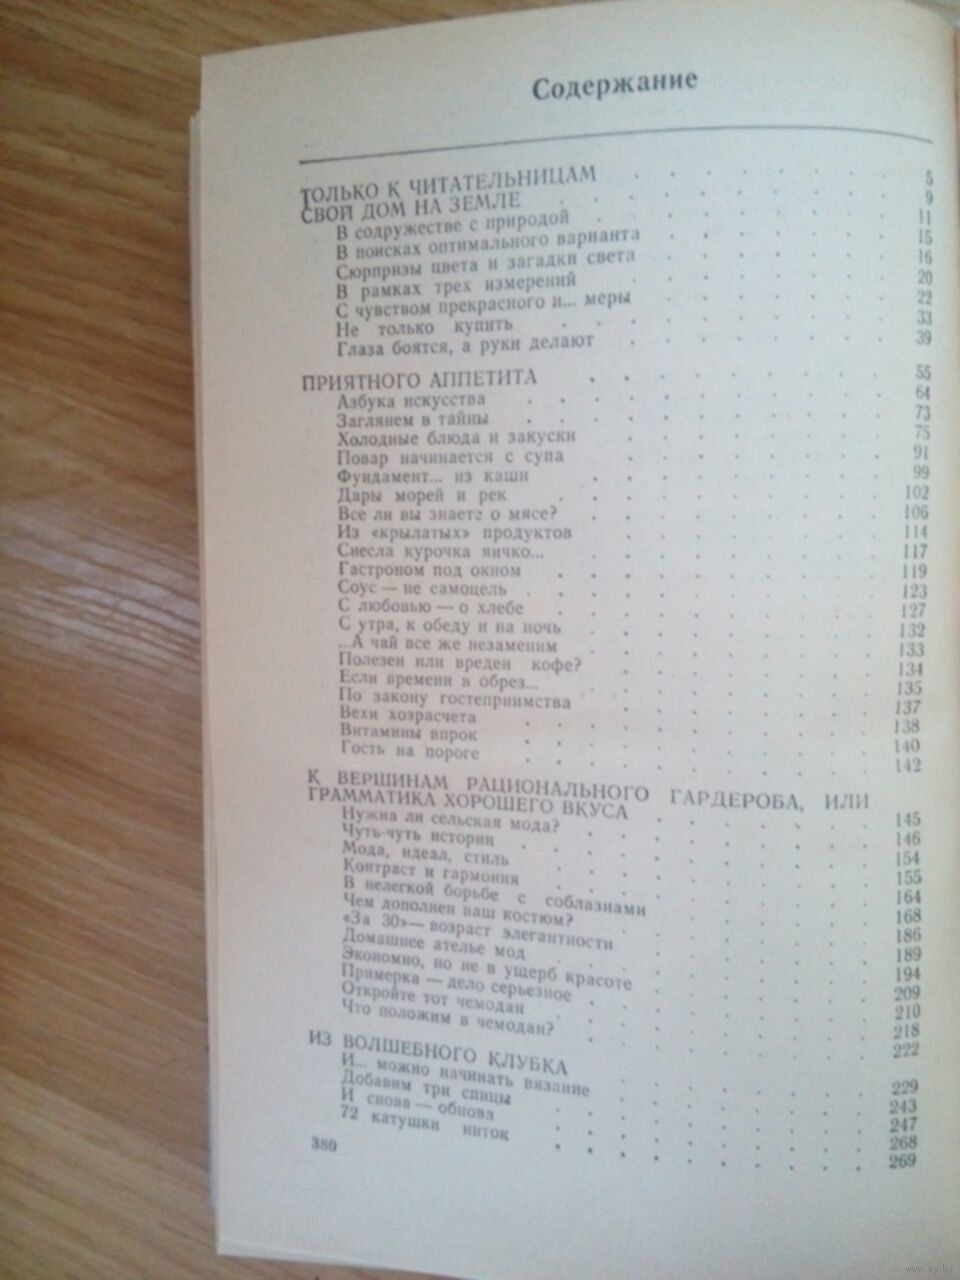 Содержание
ТОЛЬКО К ЧИТАТЕЛЬНИЦАМ . . . . . . . . 5
СВОЙ ДОМ НА ЗЕМЛЕ . . . . . . . . . 9
В содружестве с природой . . . . . . . . 11
В поисках оптимального варианта . . . . . . . 15
Сюрпризы цвета и загадки света . . . . . . . 16
В рамках трех измерений . . . . . . . . 20
С чувством прекрасного и... меры . . . . . . . 22
Не только купить . . . . . . . . . 33
Глаза боятся, а руки делают . . . . . . . . 39
ПРИЯТНОГО АППЕТИТА . . . . . . . . . 55
Азбука искусства . . . . . . . . . . 64
Заглянем в тайны . . . . . . . . . . 73
Холодные блюда и закуски . . . . . . . . 75
Повар начинается с супа . . . . . . . . 91
Фундамент... из каши . . . . . . . . . 99
Дары морей и рек . . . . . . . . . 102
Все ли вы знаете о мясе? . . . . . . . . 106
Из «крылатых» продуктов . . . . . . . . 114
Снесла курочка яичко... . . . . . . . . . 117
Гастроном под окном . . . . . . . . . 119
Соус — не самоцель . . . . . . . . . 123
С любовью — о хлебе . . . . . . . . . 127
С утра, к обеду и на ночь . . . . . . . . 132
...А чай все же незаменим . . . . . . . . 133
Полезен или вреден кофе? . . . . . . . . 134
Если времени в обрез... . . . . . . . . . 135
По закону гостеприимства . . . . . . . . 137
Вехи хозрасчета . . . . . . . . . . 138
Витамины впрок . . . . . . . . . . 140
Гость на пороге . . . . . . . . . . 142
К ВЕРШИНАМ РАЦИОНАЛЬНОГО ГАРДЕРОБА, ИЛИ
ГРАММАТИКА ХОРОШЕГО ВКУСА . . . . . . . 145
Нужна ли сельская мода? . . . . . . . . 146
Чуть-чуть истории . . . . . . . . . . 154
Мода, идеал, стиль . . . . . . . . . 155
Контраст и гармония . . . . . . . . . 164
В нелегкой борьбе с соблазнами . . . . . . . 168
Чем дополнен ваш костюм? . . . . . . . . 186
«За 30» — возраст элегантности . . . . . . . 189
Домашнее ателье мод . . . . . . . . . 194
Экономно, но не в ущерб красоте . . . . . . . 209
Примерка — дело серьезное . . . . . . . . 210
Откройте тот чемодан . . . . . . . . . 218
Что положим в чемодан? . . . . . . . . 222
ИЗ ВОЛШЕБНОГО КЛУБКА . . . . . . . . 229
И... можно начинать вязание . . . . . . . . 243
Добавим три спицы . . . . . . . . . 247
И снова — обнова . . . . . . . . . 268
72 катушки ниток . . . . . . . . . 269
380
www.ay.by